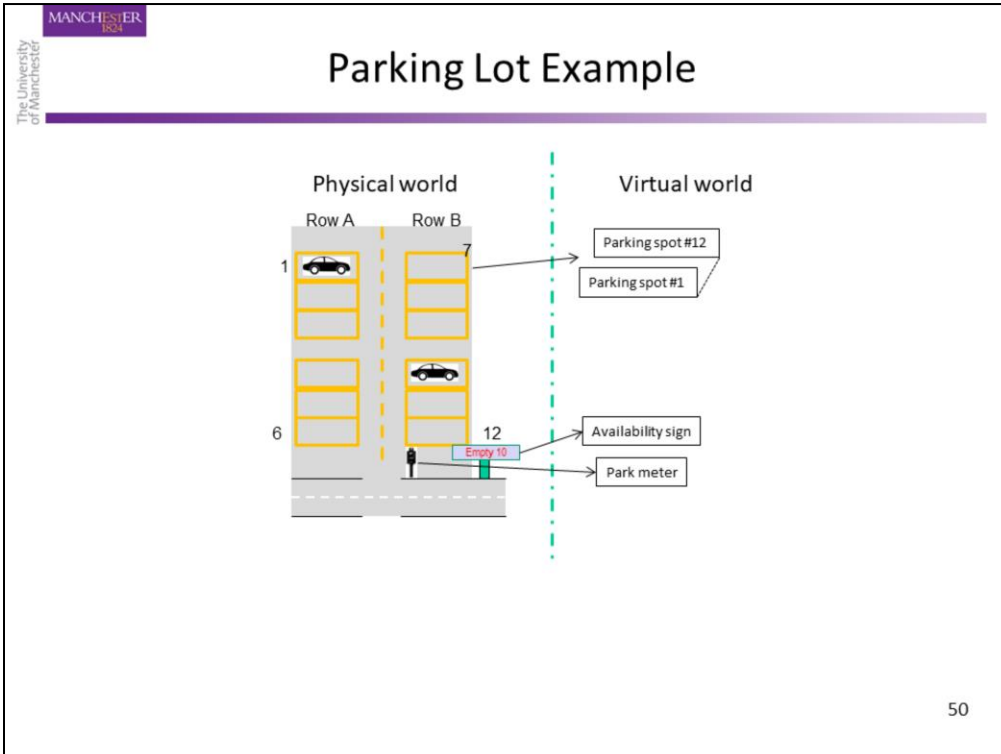 MANCHESTER
1824
The University
of Manchester
Parking Lot Example
Physical world
Virtual world
Row A
Row B
7
Parking spot #12
1
Parking spot #1
6
12
Availability sign
Empty 10
Park meter
50